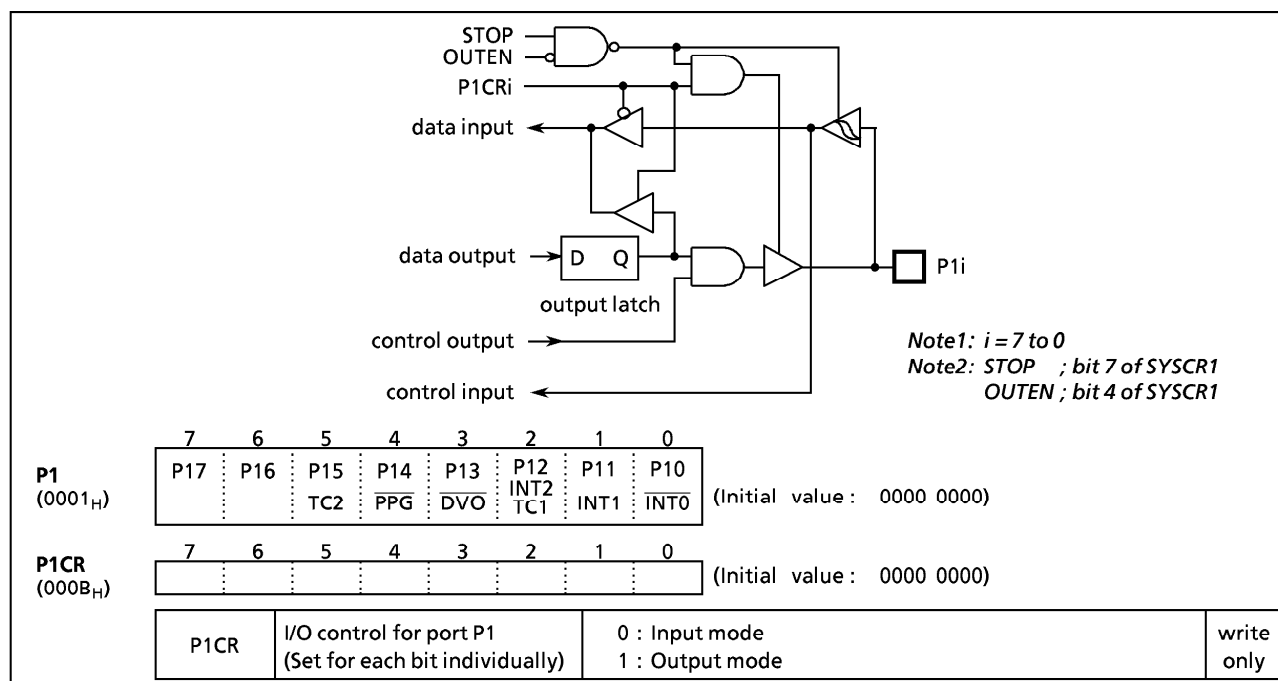 STOP
OUTEN
P1CRi
data input
data output
D Q
P1i
output latch
control output
Note1: i = 7 to 0
Note2: STOP ; bit 7 of SYSCR1
OUTEN ; bit 4 of SYSCR1
control input
7 6 5 4 3 2 1 0
P1
(0001H)
P17 P16 P15 P14 P13 P12 P11 P10
TC2 PPG DVO INT2 TC1 INT1 INT0
(Initial value : 0000 0000)
7 6 5 4 3 2 1 0
P1CR
(000BH)
(Initial value : 0000 0000)
P1CR
I/O control for port P1
(Set for each bit individually)
0 : Input mode
1 : Output mode
write
only